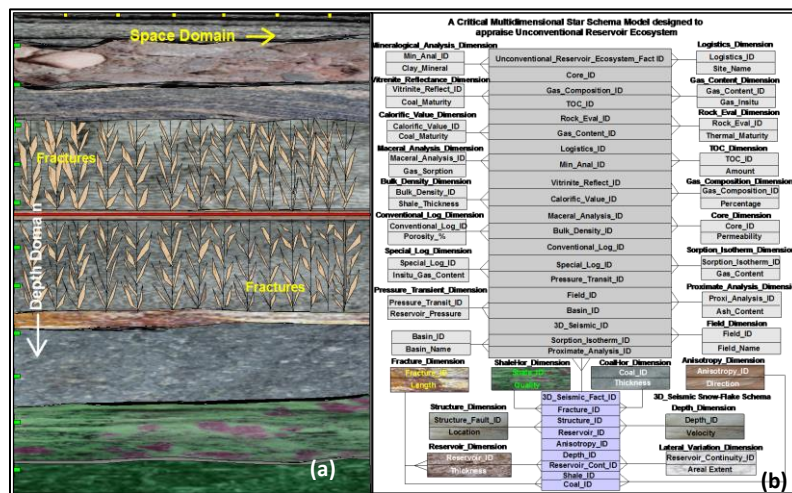 Space Domain
Fractures
Depth Domain
Fractures
(a)
A Critical Multidimensional Star Schema Model designed to
appraise Unconventional Reservoir Ecosystem
Mineralogical_Analysis_Dimension
Min_Anal_ID
Clay_Mineral
Vitrenite_Reflectance_Dimension
Vitrinite_Reflect_ID
Coal_Maturity
Calorific_Value_Dimension
Calorific_Value_ID
Coal_Maturity
Maceral_Analysis_Dimension
Maceral_Analysis_ID
Gas_Sorption
Bulk_Density_Dimension
Bulk_Density_ID
Shale_Thickness
Conventional_Log_Dimension
Conventional_Log_ID
Porosity_%
Special_Log_Dimension
Special_Log_ID
Insitu_Gas_Content
Pressure_Transient_Dimension
Pressure_Transit_ID
Reservoir_Pressure
Basin_ID
Basin_Name
Unconventional_Reservoir_Ecosystem_Fact ID
Core_ID
Gas_Composition_ID
TOC_ID
Rock_Eval_ID
Gas_Content_ID
Logistics_ID
Min_Anal_ID
Vitrinite_Reflect_ID
Calorific_Value_ID
Maceral_Analysis_ID
Bulk_Density_ID
Conventional_Log_ID
Special_Log_ID
Pressure_Transit_ID
Field_ID
Basin_ID
3D_Seismic_ID
Sorption_Isotherm_ID
Proximate_Analysis_ID
Logistics_Dimension
Logistics_ID
Site_Name
Gas_Content_Dimension
Gas_Content_ID
Gas_Insitu
Rock_Eval_Dimension
Rock_Eval_ID
Thermal_Maturity
TOC_Dimension
TOC_ID
Amount
Gas_Composition_Dimension
Gas_Composition_ID
Percentage
Core_Dimension
Core_ID
Permeability
Sorption_Isotherm_Dimension
Sorption_Isotherm_ID
Gas_Content
Proximate_Analysis_Dimension
Proxi_Analysis_ID
Ash_Content
Field_Dimension
Field_ID
Field_Name
Fracture_Dimension
Fracture_ID
Length
ShaleHor_Dimension
Shale_ID
Quality
CoalHor_Dimension
Coal_ID
Thickness
Anisotropy_Dimension
Anisotropy_ID
Direction
Structure_Dimension
Structure_Fault_ID
Location
Reservoir_Dimension
Reservoir_ID
Thickness
3D_Seismic_Fact_ID
Fracture_ID
Structure_ID
Reservoir_ID
Anisotropy_ID
Depth_ID
Reservoir_Cont_ID
Shale_ID
Coal_ID
3D_Seismic Snow-Flake Schema
Depth_Dimension
Depth_ID
Velocity
Lateral_Variation_Dimension
Reservoir_Continuity_ID
Areal Extent
(b)